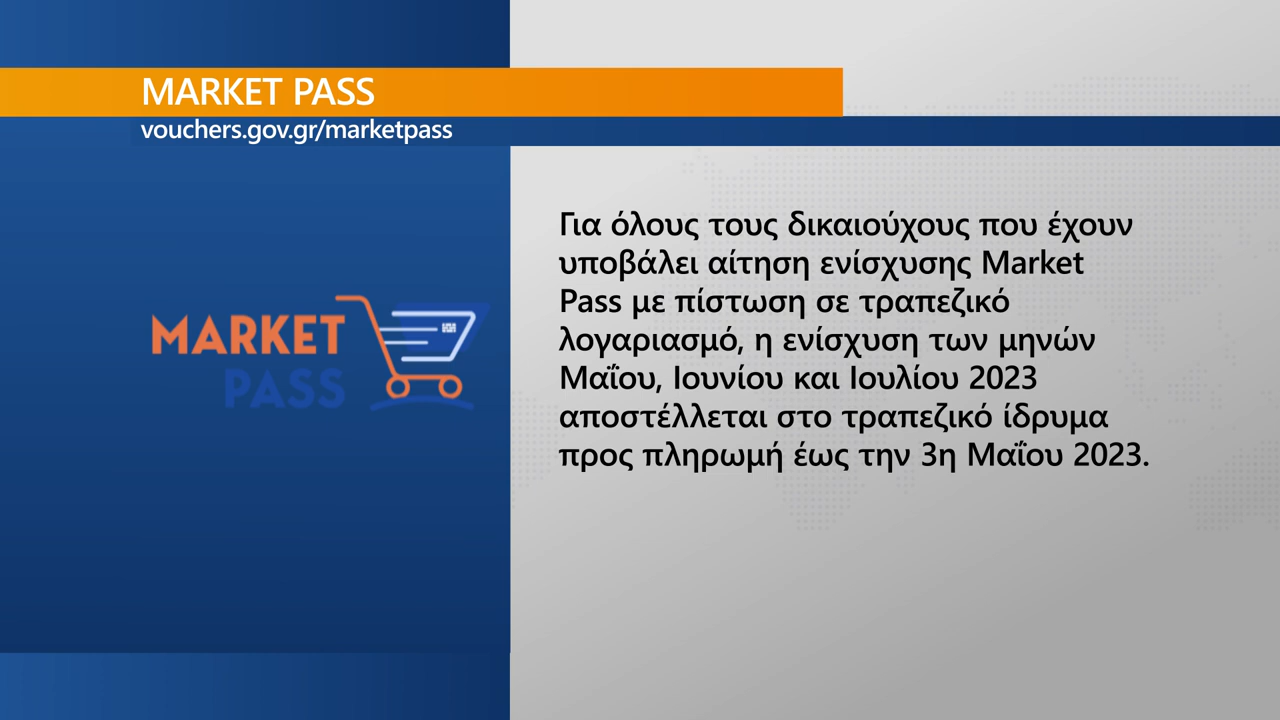 MARKET PASS
vouchers.gov.gr/marketpass
MARKET
PASS
Για όλους τους δικαιούχους που έχουν
υποβάλει αίτηση ενίσχυσης Market
Pass με πίστωση σε τραπεζικό
λογαριασμό, η ενίσχυση των μηνών
Μαΐου, Ιουνίου και Ιουλίου 2023
αποστέλλεται στο τραπεζικό ίδρυμα
προς πληρωμή έως την 3η Μαΐου 2023.